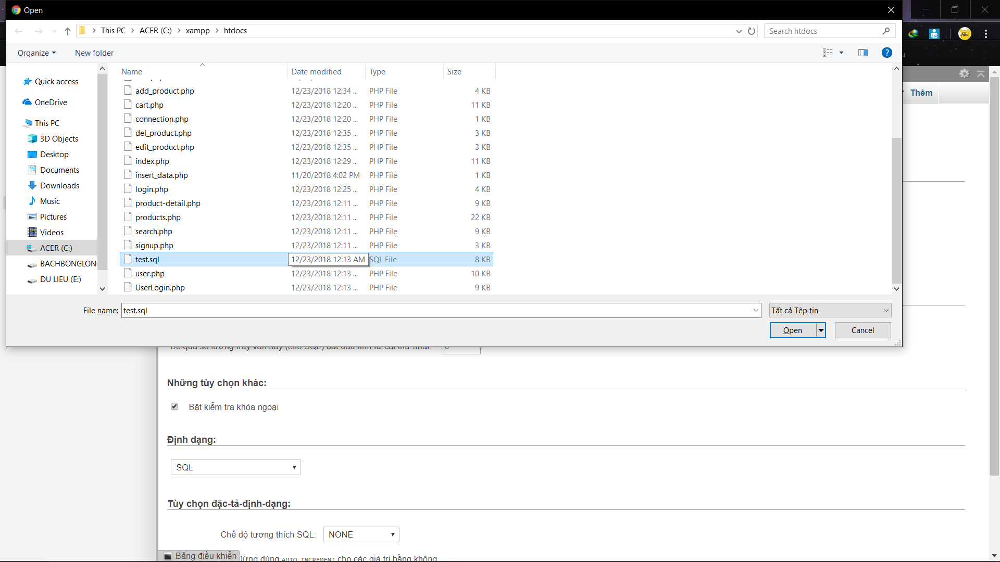 Open
This PC > ACER (C:) > xampp > htdocs
Search htdocs
Organize
New folder
Name
Date modified
Type
Size
Quick access
OneDrive
This PC
3D Objects
Desktop
Documents
Downloads
Music
Pictures
Videos
ACER (C:)
BACHBONGLON
DU LIEU (E:)
add_product.php 12/23/2018 12:34 ... PHP File 4 KB
cart.php 12/23/2018 12:20 ... PHP File 11 KB
connection.php 12/23/2018 12:20 ... PHP File 1 KB
del_product.php 12/23/2018 12:35 ... PHP File 3 KB
edit_product.php 12/23/2018 12:35 ... PHP File 3 KB
index.php 12/23/2018 12:29 ... PHP File 11 KB
insert_data.php 11/20/2018 4:02 PM PHP File 1 KB
login.php 12/23/2018 12:25 ... PHP File 4 KB
product-detail.php 12/23/2018 12:11 ... PHP File 9 KB
products.php 12/23/2018 12:11 ... PHP File 22 KB
search.php 12/23/2018 12:11 ... PHP File 9 KB
signup.php 12/23/2018 12:11 ... PHP File 3 KB
test.sql 12/23/2018 12:13 AM SQL File 8 KB
user.php 12/23/2018 12:13 ... PHP File 10 KB
UserLogin.php 12/23/2018 12:13 ... PHP File 9 KB
File name: test.sql
Tất cả Tệp tin
Open
Cancel
Thêm
Những tùy chọn khác:
Bật kiểm tra khóa ngoại
Định dạng:
SQL
Tùy chọn đặc-tả-định-dạng:
Chế độ tương thích SQL: NONE
Bảng điều khiển
Đừng dùng AUTO_INCREMENT cho các giá trị bằng không